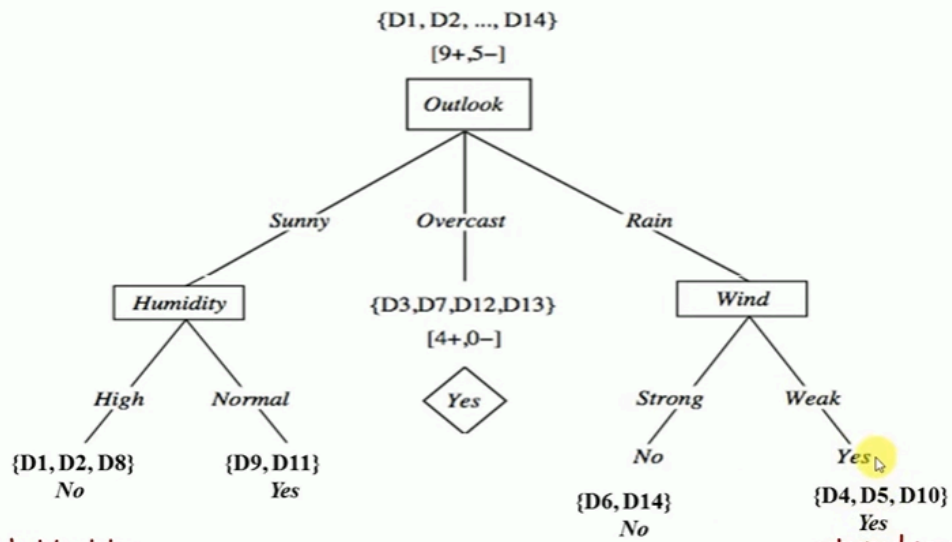 {D1, D2, ..., D14}
[9+,5−]
Outlook
Sunny
Overcast
Rain
Humidity
{D3,D7,D12,D13}
[4+,0−]
Yes
Wind
High
Normal
Strong
Weak
{D1, D2, D8}
No
{D9, D11}
Yes
No
{D6, D14}
No
Yes
{D4, D5, D10}
Yes